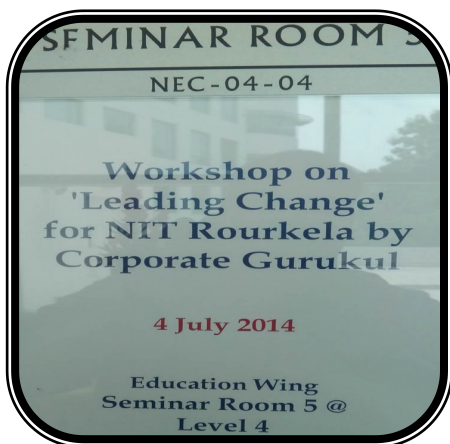 SEMINAR ROOM 5
NEC-04-04
Workshop on
'Leading Change'
for NIT Rourkela by
Corporate Gurukul
4 July 2014
Education Wing
Seminar Room 5 @
Level 4